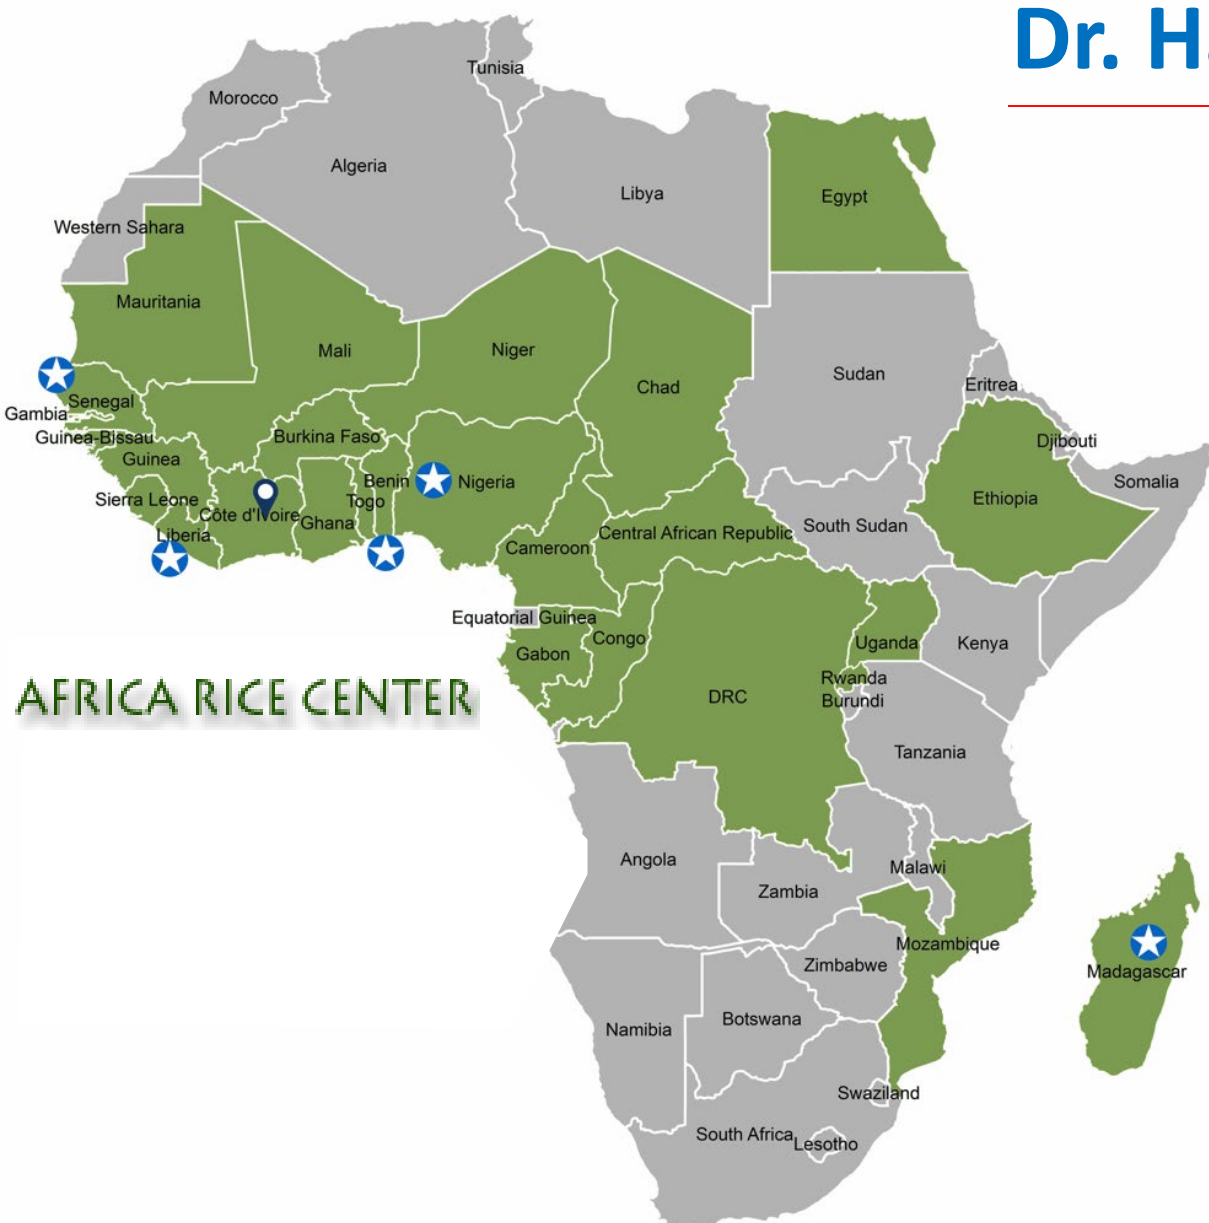 Dr. H
Tunisia
Morocco
Algeria
Libya
Egypt
Western Sahara
Mauritania
Mali
Niger
Chad
Sudan
Eritrea
Senegal
Gambia
Guinea-Bissau
Burkina Faso
Djibouti
Guinea
Benin
Nigeria
Somalia
Sierra Leone
Togo
Ethiopia
Côte d'Ivoire
Ghana
South Sudan
Liberia
Central African Republic
Cameroon
Equatorial Guinea
Congo
Uganda
Kenya
Gabon
Rwanda
AFRICA RICE CENTER
DRC
Burundi
Tanzania
Angola
Malawi
Zambia
Mozambique
Zimbabwe
Madagascar
Botswana
Namibia
Swaziland
South Africa
Lesotho